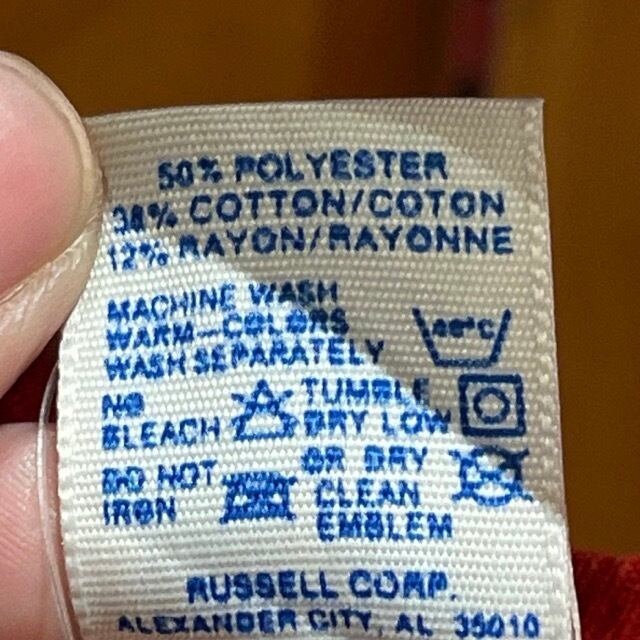 50% POLYESTER
38% COTTON/COTON
12% RAYON/RAYONNE
MACHINE WASH
WARM-COLORS
WASH SEPARATELY
40°C
NO
BLEACH
TUMBLE
DRY LOW
DO NOT
IRON
OR DRY
CLEAN
EMBLEM
RUSSELL CORP.
ALEXANDER CITY, AL 35010